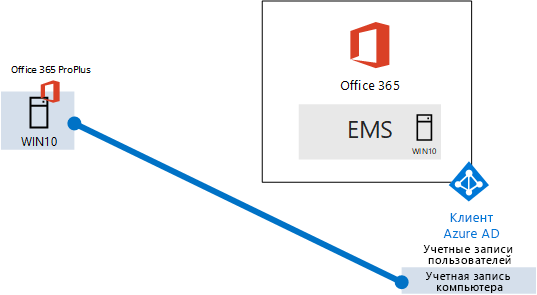 Office 365 ProPlus
WIN10
Office 365
EMS
WIN10
Клиент
Azure AD
Учетные записи
пользователей
Учетная запись
компьютера